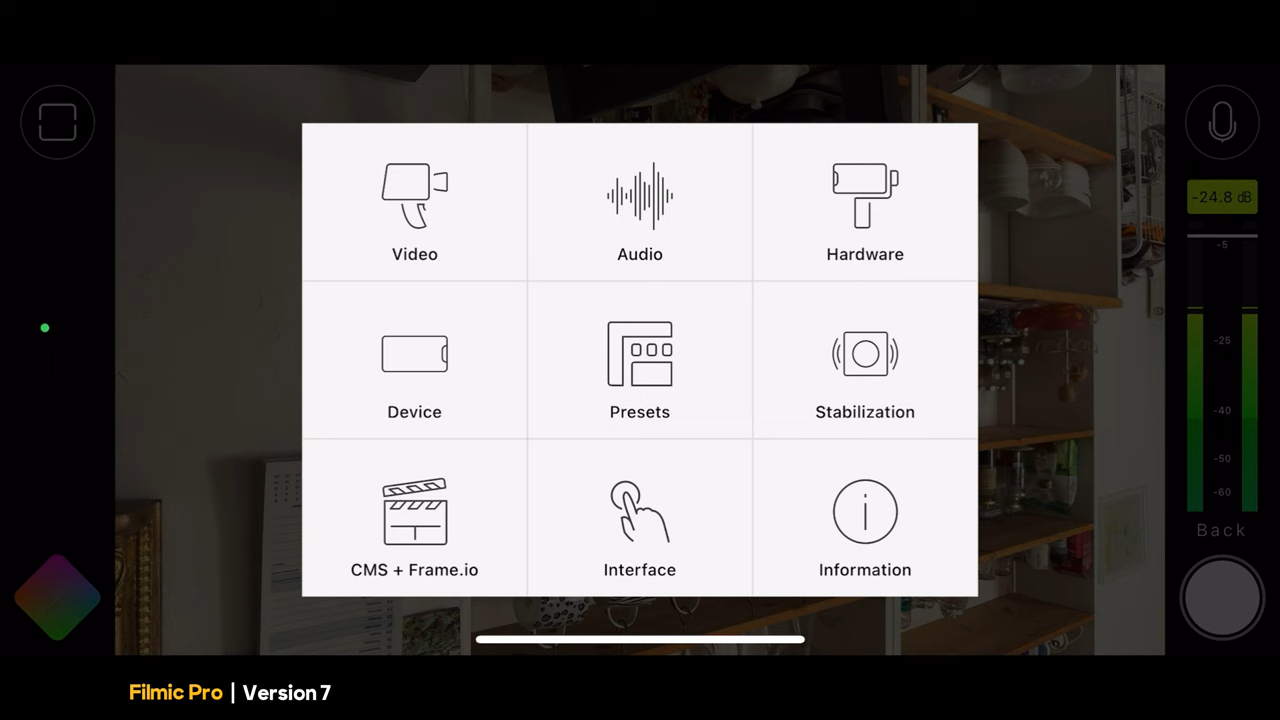 Video
Audio
Hardware
-24.8 dB
-5
Device
Presets
Stabilization
-25
-40
-50
-60
Back
CMS + Frame.io
Interface
Information
Filmic Pro | Version 7